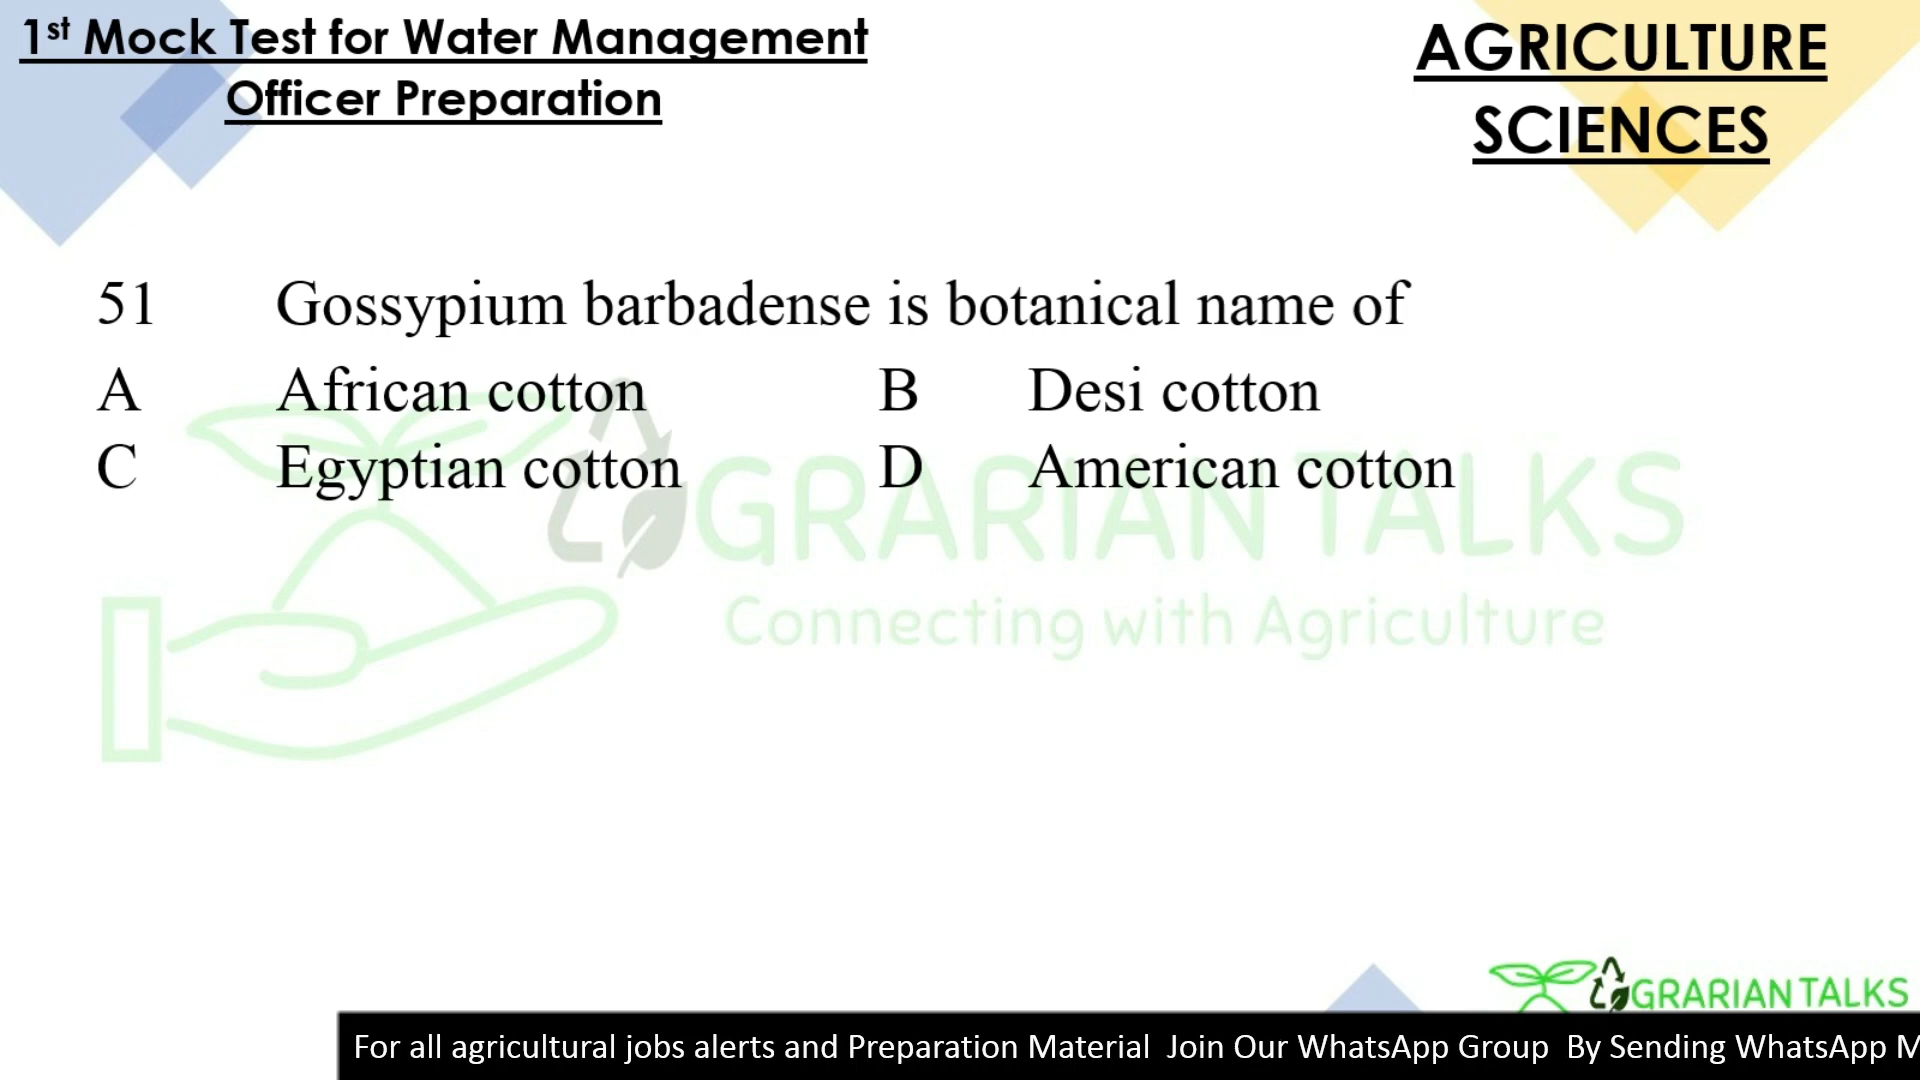 1st Mock Test for Water Management
Officer Preparation
AGRICULTURE
SCIENCES
51 Gossypium barbadense is botanical name of
A African cotton B Desi cotton
C Egyptian cotton D American cotton
GRARIAN TALKS
Connecting with Agriculture
GRARIAN TALKS
For all agricultural jobs alerts and Preparation Material Join Our WhatsApp Group By Sending WhatsApp M